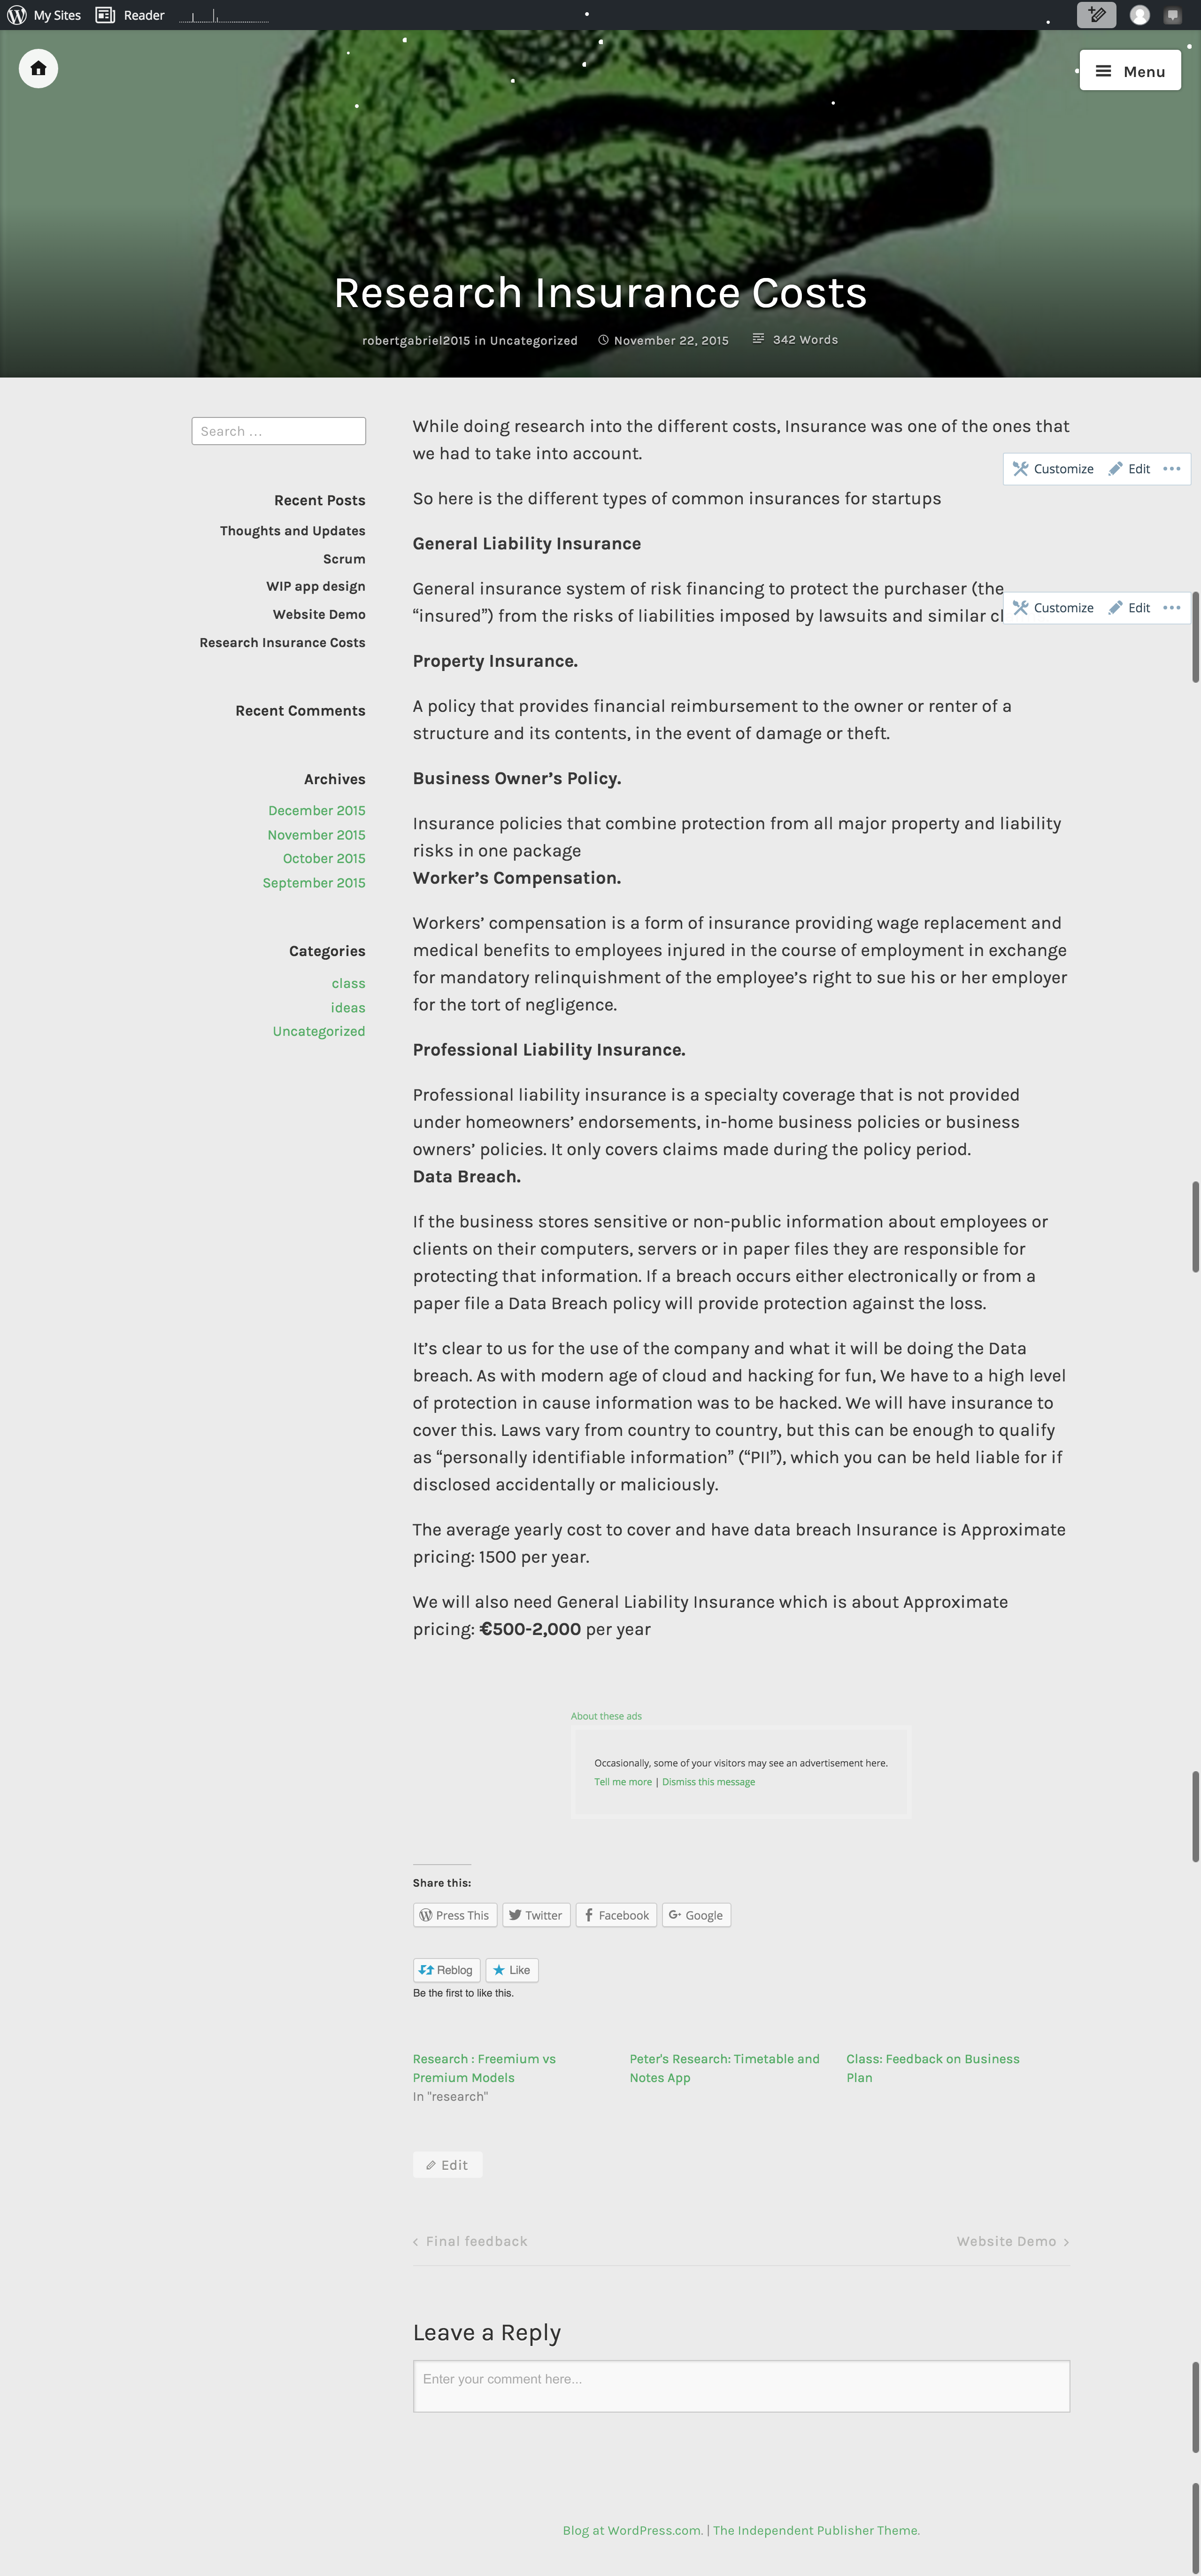 My Sites Reader
Menu
Research Insurance Costs
robertgabriel2015 in Uncategorized November 22, 2015 342 Words
Search ...
Recent Posts
Thoughts and Updates
Scrum
WIP app design
Website Demo
Research Insurance Costs
Recent Comments
Archives
December 2015
November 2015
October 2015
September 2015
Categories
class
ideas
Uncategorized
While doing research into the different costs, Insurance was one of the ones that
we had to take into account.
Customize Edit
So here is the different types of common insurances for startups
General Liability Insurance
General insurance system of risk financing to protect the purchaser (the
“insured”) from the risks of liabilities imposed by lawsuits and similar
Customize Edit
Property Insurance.
A policy that provides financial reimbursement to the owner or renter of a
structure and its contents, in the event of damage or theft.
Business Owner’s Policy.
Insurance policies that combine protection from all major property and liability
risks in one package
Worker’s Compensation.
Workers’ compensation is a form of insurance providing wage replacement and
medical benefits to employees injured in the course of employment in exchange
for mandatory relinquishment of the employee’s right to sue his or her employer
for the tort of negligence.
Professional Liability Insurance.
Professional liability insurance is a specialty coverage that is not provided
under homeowners’ endorsements, in-home business policies or business
owners’ policies. It only covers claims made during the policy period.
Data Breach.
If the business stores sensitive or non-public information about employees or
clients on their computers, servers or in paper files they are responsible for
protecting that information. If a breach occurs either electronically or from a
paper file a Data Breach policy will provide protection against the loss.
It’s clear to us for the use of the company and what it will be doing the Data
breach. As with modern age of cloud and hacking for fun, We have to a high level
of protection in cause information was to be hacked. We will have insurance to
cover this. Laws vary from country to country, but this can be enough to qualify
as “personally identifiable information” (“PII”), which you can be held liable for if
disclosed accidentally or maliciously.
The average yearly cost to cover and have data breach Insurance is Approximate
pricing: 1500 per year.
We will also need General Liability Insurance which is about Approximate
pricing: €500-2,000 per year
About these ads
Occasionally, some of your visitors may see an advertisement here.
Tell me more | Dismiss this message
Share this:
Press This Twitter Facebook Google
Reblog Like
Be the first to like this.
Research : Freemium vs
Premium Models
In "research"
Peter's Research: Timetable and
Notes App
Class: Feedback on Business
Plan
Edit
< Final feedback Website Demo >
Leave a Reply
Enter your comment here...
Blog at WordPress.com. | The Independent Publisher Theme.